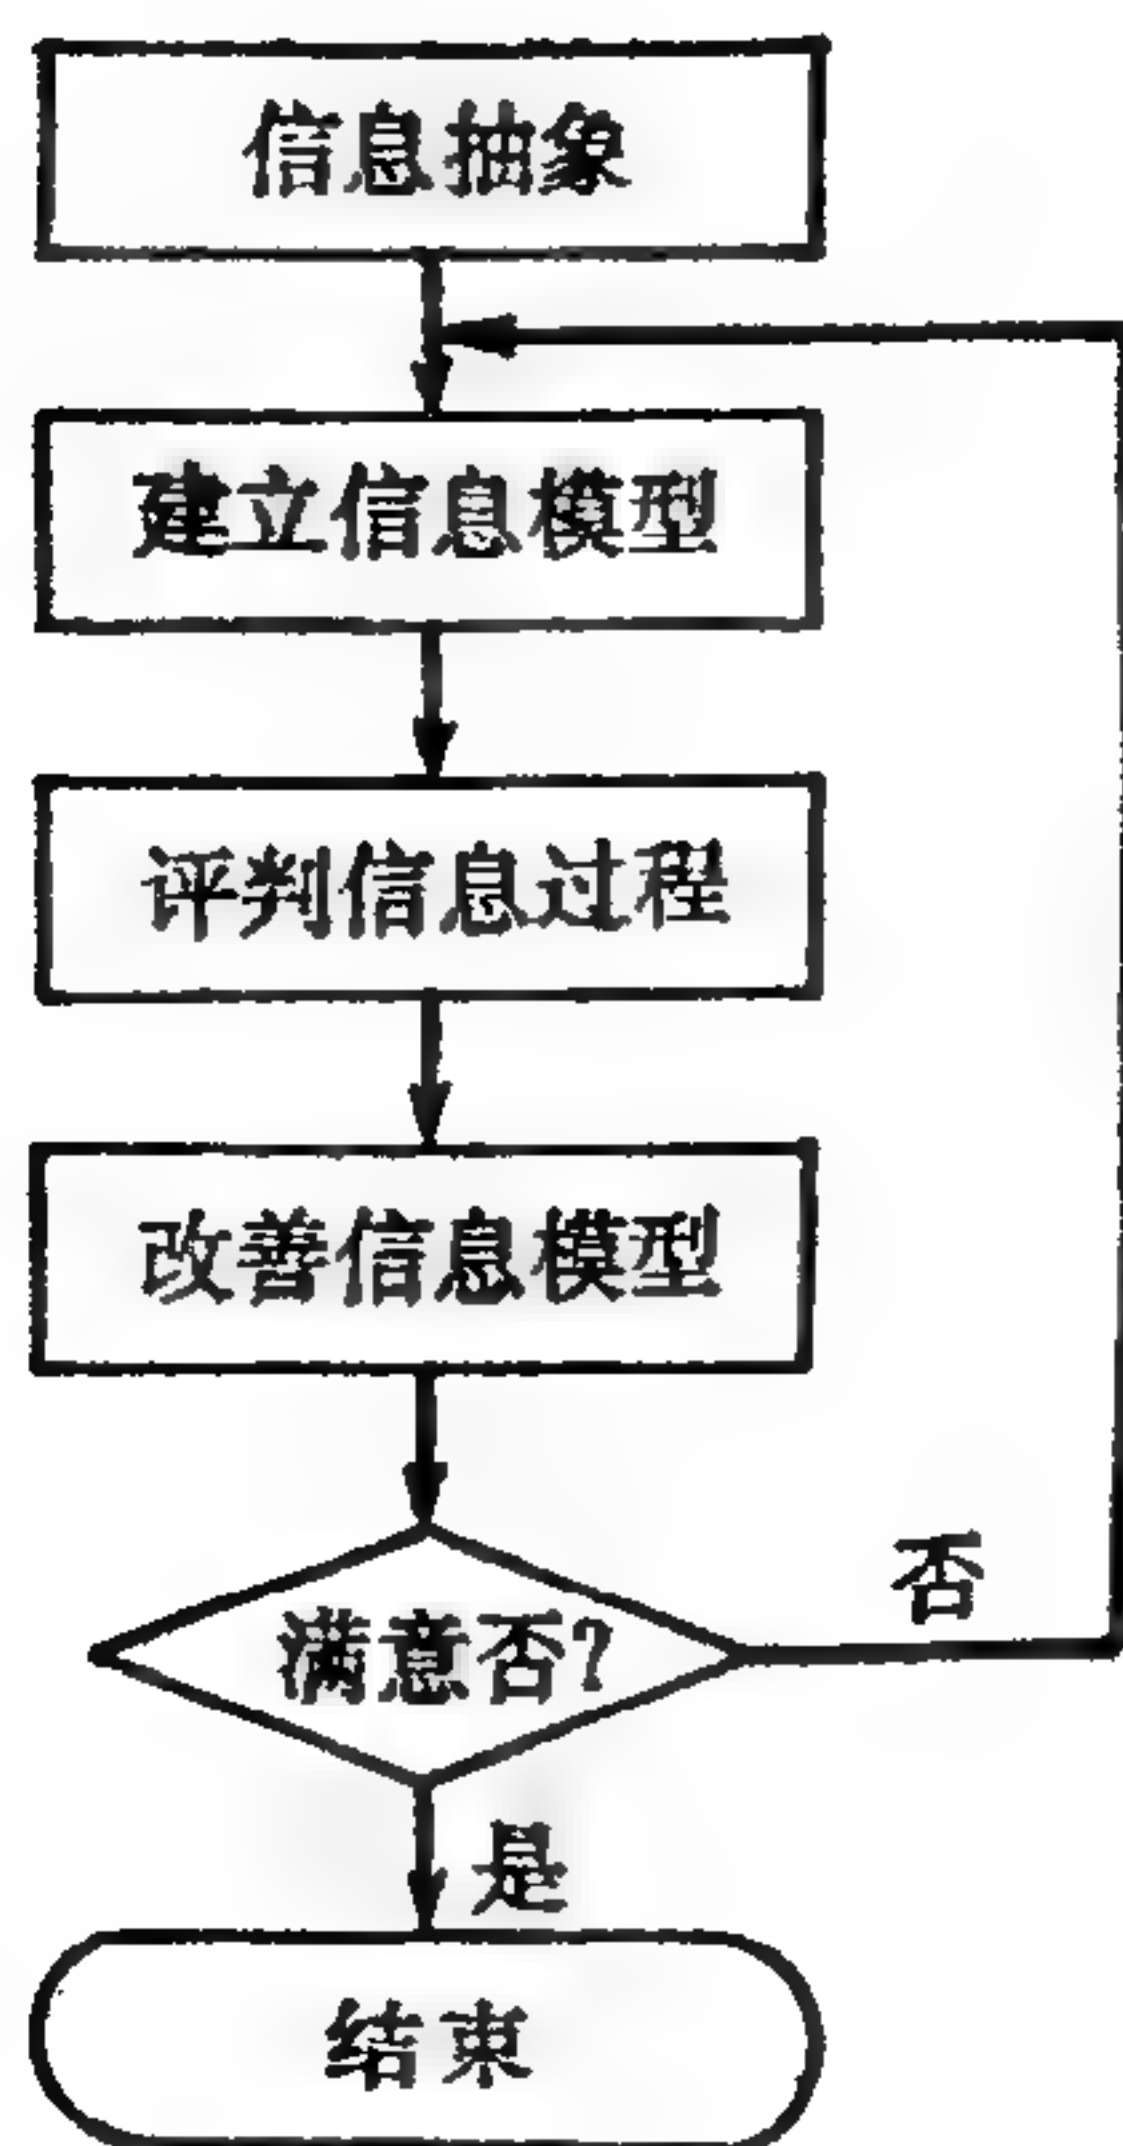 信息抽象
建立信息模型
评判信息过程
改善信息模型
满意否?
否
是
结束